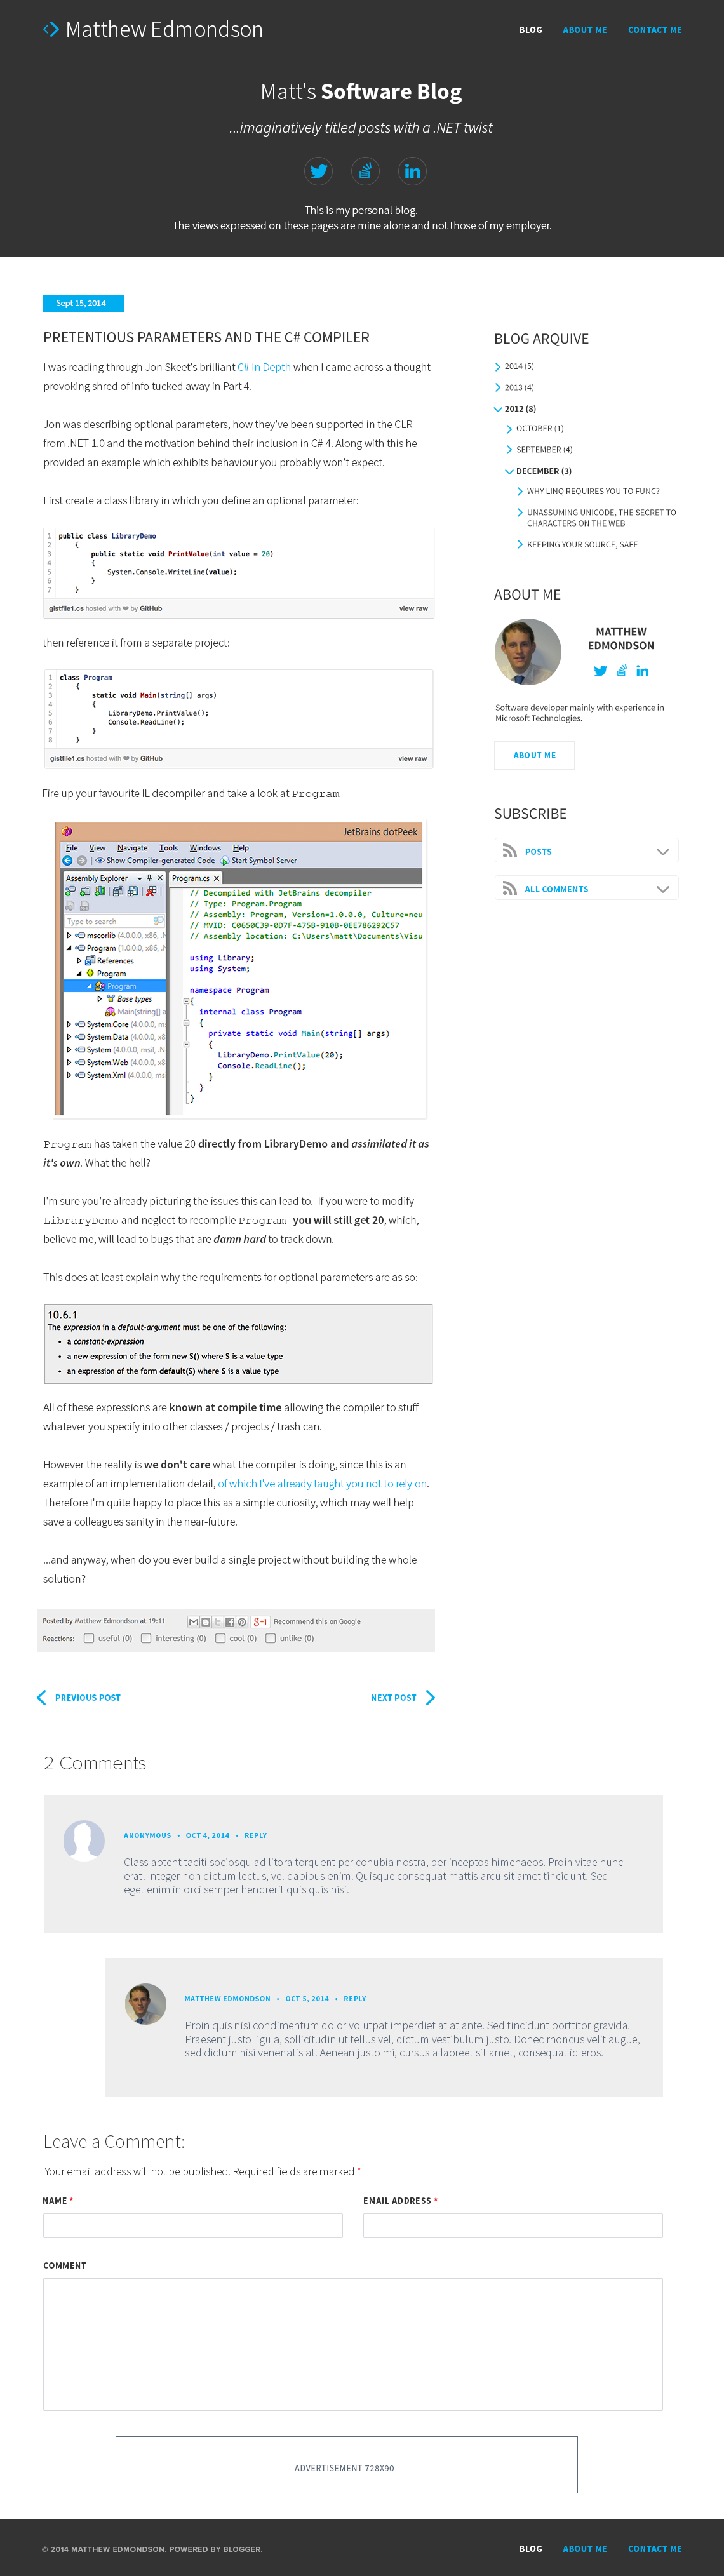 Matthew Edmondson
BLOG ABOUT ME CONTACT ME
Matt's Software Blog
...imaginatively titled posts with a .NET twist
This is my personal blog.
The views expressed on these pages are mine alone and not those of my employer.
Sept 15, 2014
PRETENTIOUS PARAMETERS AND THE C# COMPILER
I was reading through Jon Skeet's brilliant C# In Depth when I came across a thought
provoking shred of info tucked away in Part 4.
Jon was describing optional parameters, how they've been supported in the CLR
from .NET 1.0 and the motivation behind their inclusion in C# 4. Along with this he
provided an example which exhibits behaviour you probably won't expect.
First create a class library in which you define an optional parameter:
1 public class LibraryDemo
2 {
3 public static void PrintValue(int value = 20)
4 {
5 System.Console.WriteLine(value);
6 }
7 }
gistfile1.cs hosted with ❤ by GitHub view raw
then reference it from a separate project:
1 class Program
2 {
3 static void Main(string[] args)
4 {
5 LibraryDemo.PrintValue();
6 Console.ReadLine();
7 }
8 }
gistfile1.cs hosted with ❤ by GitHub view raw
Fire up your favourite IL decompiler and take a look at Program
JetBrains dotPeek
File View Navigate Tools Windows Help
Show Compiler-generated Code Start Symbol Server
Assembly Explorer
Type to search
mscorlib (4.0.0.0, ms
Program (1.0.0.0, x
References
Program
Program
Base types
Main(string[] a
System.Core (4.0.0.0,
System.Data (4.0.0.0, x8
System (4.0.0.0, msil, .N
System.Web (4.0.0.0, x8
System.Xml (4.0.0.0, ms
Program.cs
// Decompiled with JetBrains decompiler
// Type: Program.Program
// Assembly: Program, Version=1.0.0.0, Culture=neu
// MVID: C0650C39-0D7F-475B-910B-0EE786292C57
// Assembly location: C:\Users\matt\Documents\Visu
using Library;
using System;
namespace Program
{
internal class Program
{
private static void Main(string[] args)
{
LibraryDemo.PrintValue(20);
Console.ReadLine();
}
}
}
Program has taken the value 20 directly from LibraryDemo and assimilated it as
it's own. What the hell?
I'm sure you're already picturing the issues this can lead to. If you were to modify
LibraryDemo and neglect to recompile Program you will still get 20, which,
believe me, will lead to bugs that are damn hard to track down.
This does at least explain why the requirements for optional parameters are as so:
10.6.1
The expression in a default-argument must be one of the following:
• a constant-expression
• a new expression of the form new S() where S is a value type
• an expression of the form default(S) where S is a value type
All of these expressions are known at compile time allowing the compiler to stuff
whatever you specify into other classes / projects / trash can.
However the reality is we don't care what the compiler is doing, since this is an
example of an implementation detail, of which I've already taught you not to rely on.
Therefore I'm quite happy to place this as a simple curiosity, which may well help
save a colleagues sanity in the near-future.
...and anyway, when do you ever build a single project without building the whole
solution?
Posted by Matthew Edmondson at 19:11 g+1 Recommend this on Google
Reactions: useful (0) interesting (0) cool (0) unlike (0)
PREVIOUS POST NEXT POST
BLOG ARQUIVE
2014 (5)
2013 (4)
2012 (8)
OCTOBER (1)
SEPTEMBER (4)
DECEMBER (3)
WHY LINQ REQUIRES YOU TO FUNC?
UNASSUMING UNICODE, THE SECRET TO
CHARACTERS ON THE WEB
KEEPING YOUR SOURCE, SAFE
ABOUT ME
MATTHEW
EDMONDSON
Software developer mainly with experience in
Microsoft Technologies.
ABOUT ME
SUBSCRIBE
POSTS
ALL COMMENTS
2 Comments
ANONYMOUS • OCT 4, 2014 • REPLY
Class aptent taciti sociosqu ad litora torquent per conubia nostra, per inceptos himenaeos. Proin vitae nunc
erat. Integer non dictum lectus, vel dapibus enim. Quisque consequat mattis arcu sit amet tincidunt. Sed
eget enim in orci semper hendrerit quis quis nisi.
MATTHEW EDMONDSON • OCT 5, 2014 • REPLY
Proin quis nisi condimentum dolor volutpat imperdiet at at ante. Sed tincidunt porttitor gravida.
Praesent justo ligula, sollicitudin ut tellus vel, dictum vestibulum justo. Donec rhoncus velit augue,
sed dictum nisi venenatis at. Aenean justo mi, cursus a laoreet sit amet, consequat id eros.
Leave a Comment:
Your email address will not be published. Required fields are marked *
NAME * EMAIL ADDRESS *
COMMENT
ADVERTISEMENT 728X90
© 2014 MATTHEW EDMONDSON. POWERED BY BLOGGER.
BLOG ABOUT ME CONTACT ME